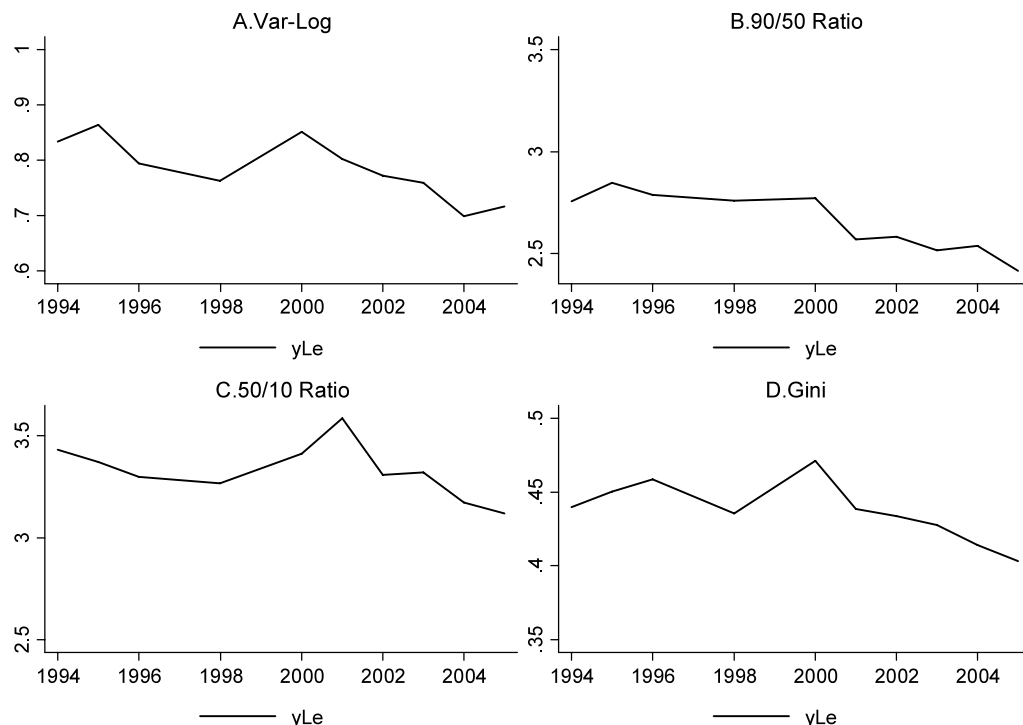 A.Var-Log
1
.9
.8
.7
.6
1994 1996 1998 2000 2002 2004
yLe
B.90/50 Ratio
3.5
3
2.5
1994 1996 1998 2000 2002 2004
yLe
C.50/10 Ratio
3.5
3
2.5
1994 1996 1998 2000 2002 2004
yLe
D.Gini
.5
.45
.4
.35
1994 1996 1998 2000 2002 2004
yLe